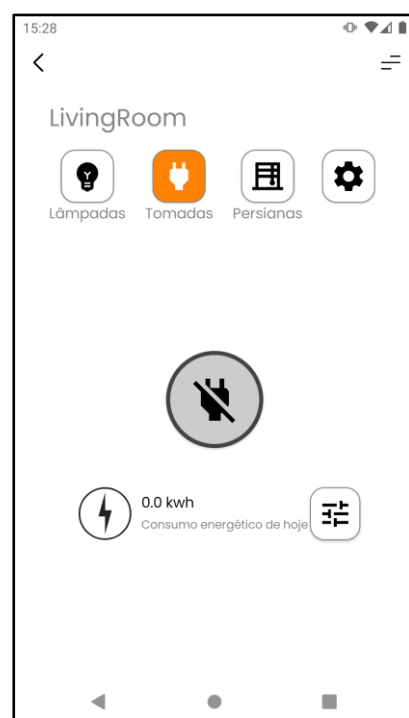 15:28
LivingRoom
Lâmpadas Tomadas Persianas
0.0 kwh
Consumo energético de hoje